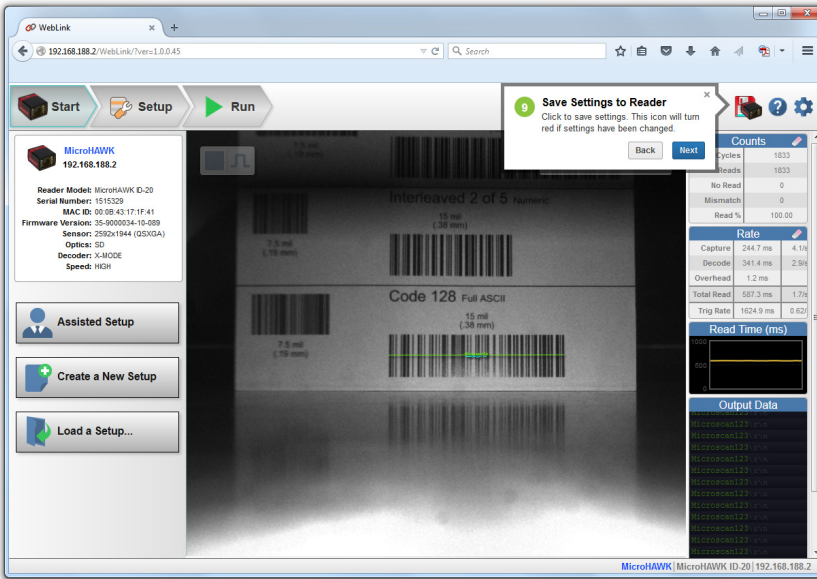 WebLink
192.168.188.2/WebLink/?ver=1.0.0.45
Search
Start
Setup
Run
9
Save Settings to Reader
Click to save settings. This icon will turn
red if settings have been changed.
Back
Next
MicroHAWK
192.168.188.2
Reader Model: MicroHAWK ID-20
Serial Number: 1515329
MAC ID: 00:0B:43:17:1F:41
Firmware Version: 35-9000034-10-089
Sensor: 2592x1944 (QSXGA)
Optics: SD
Decoder: X-MODE
Speed: HIGH
Assisted Setup
Create a New Setup
Load a Setup...
7.5 mil
Interleaved 2 of 5 Numeric
15 mil
(.38 mm)
7.5 mil
(.19 mm)
Code 128 Full ASCII
15 mil
(.38 mm)
7.5 mil
(.19 mm)
Counts
Cycles 1833
Reads 1833
No Read 0
Mismatch 0
Read % 100.00
Rate
Capture 244.7 ms 4.1/s
Decode 341.4 ms 2.9/s
Overhead 1.2 ms
Total Read 587.3 ms 1.7/s
Trig Rate 1624.9 ms 0.62/
Read Time (ms)
1000
500
0
Output Data
Microscan123\r\n
Microscan123\r\n
Microscan123\r\n
Microscan123\r\n
Microscan123\r\n
Microscan123\r\n
Microscan123\r\n
Microscan123\r\n
Microscan123\r\n
Microscan123\r\n
Microscan123\r\n
MicroHAWK MicroHAWK ID-20 192.168.188.2